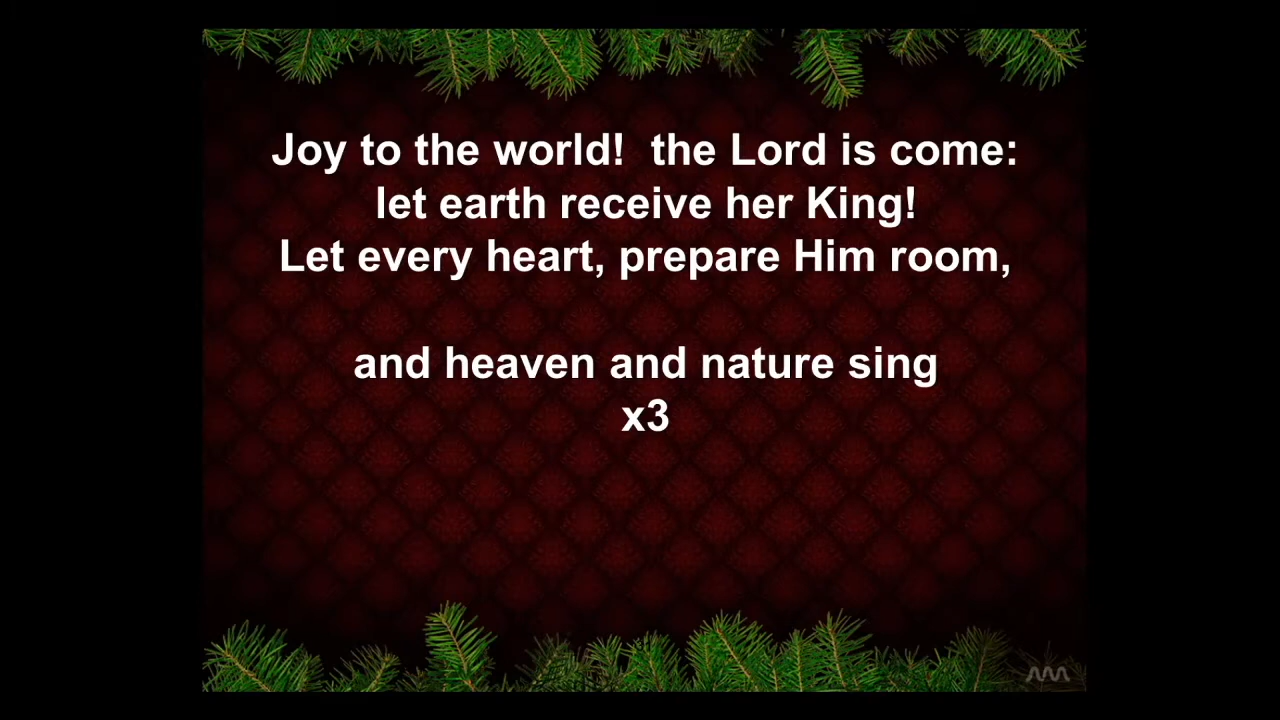 Joy to the world!  the Lord is come:
let earth receive her King!
Let every heart, prepare Him room,
and heaven and nature sing
x3